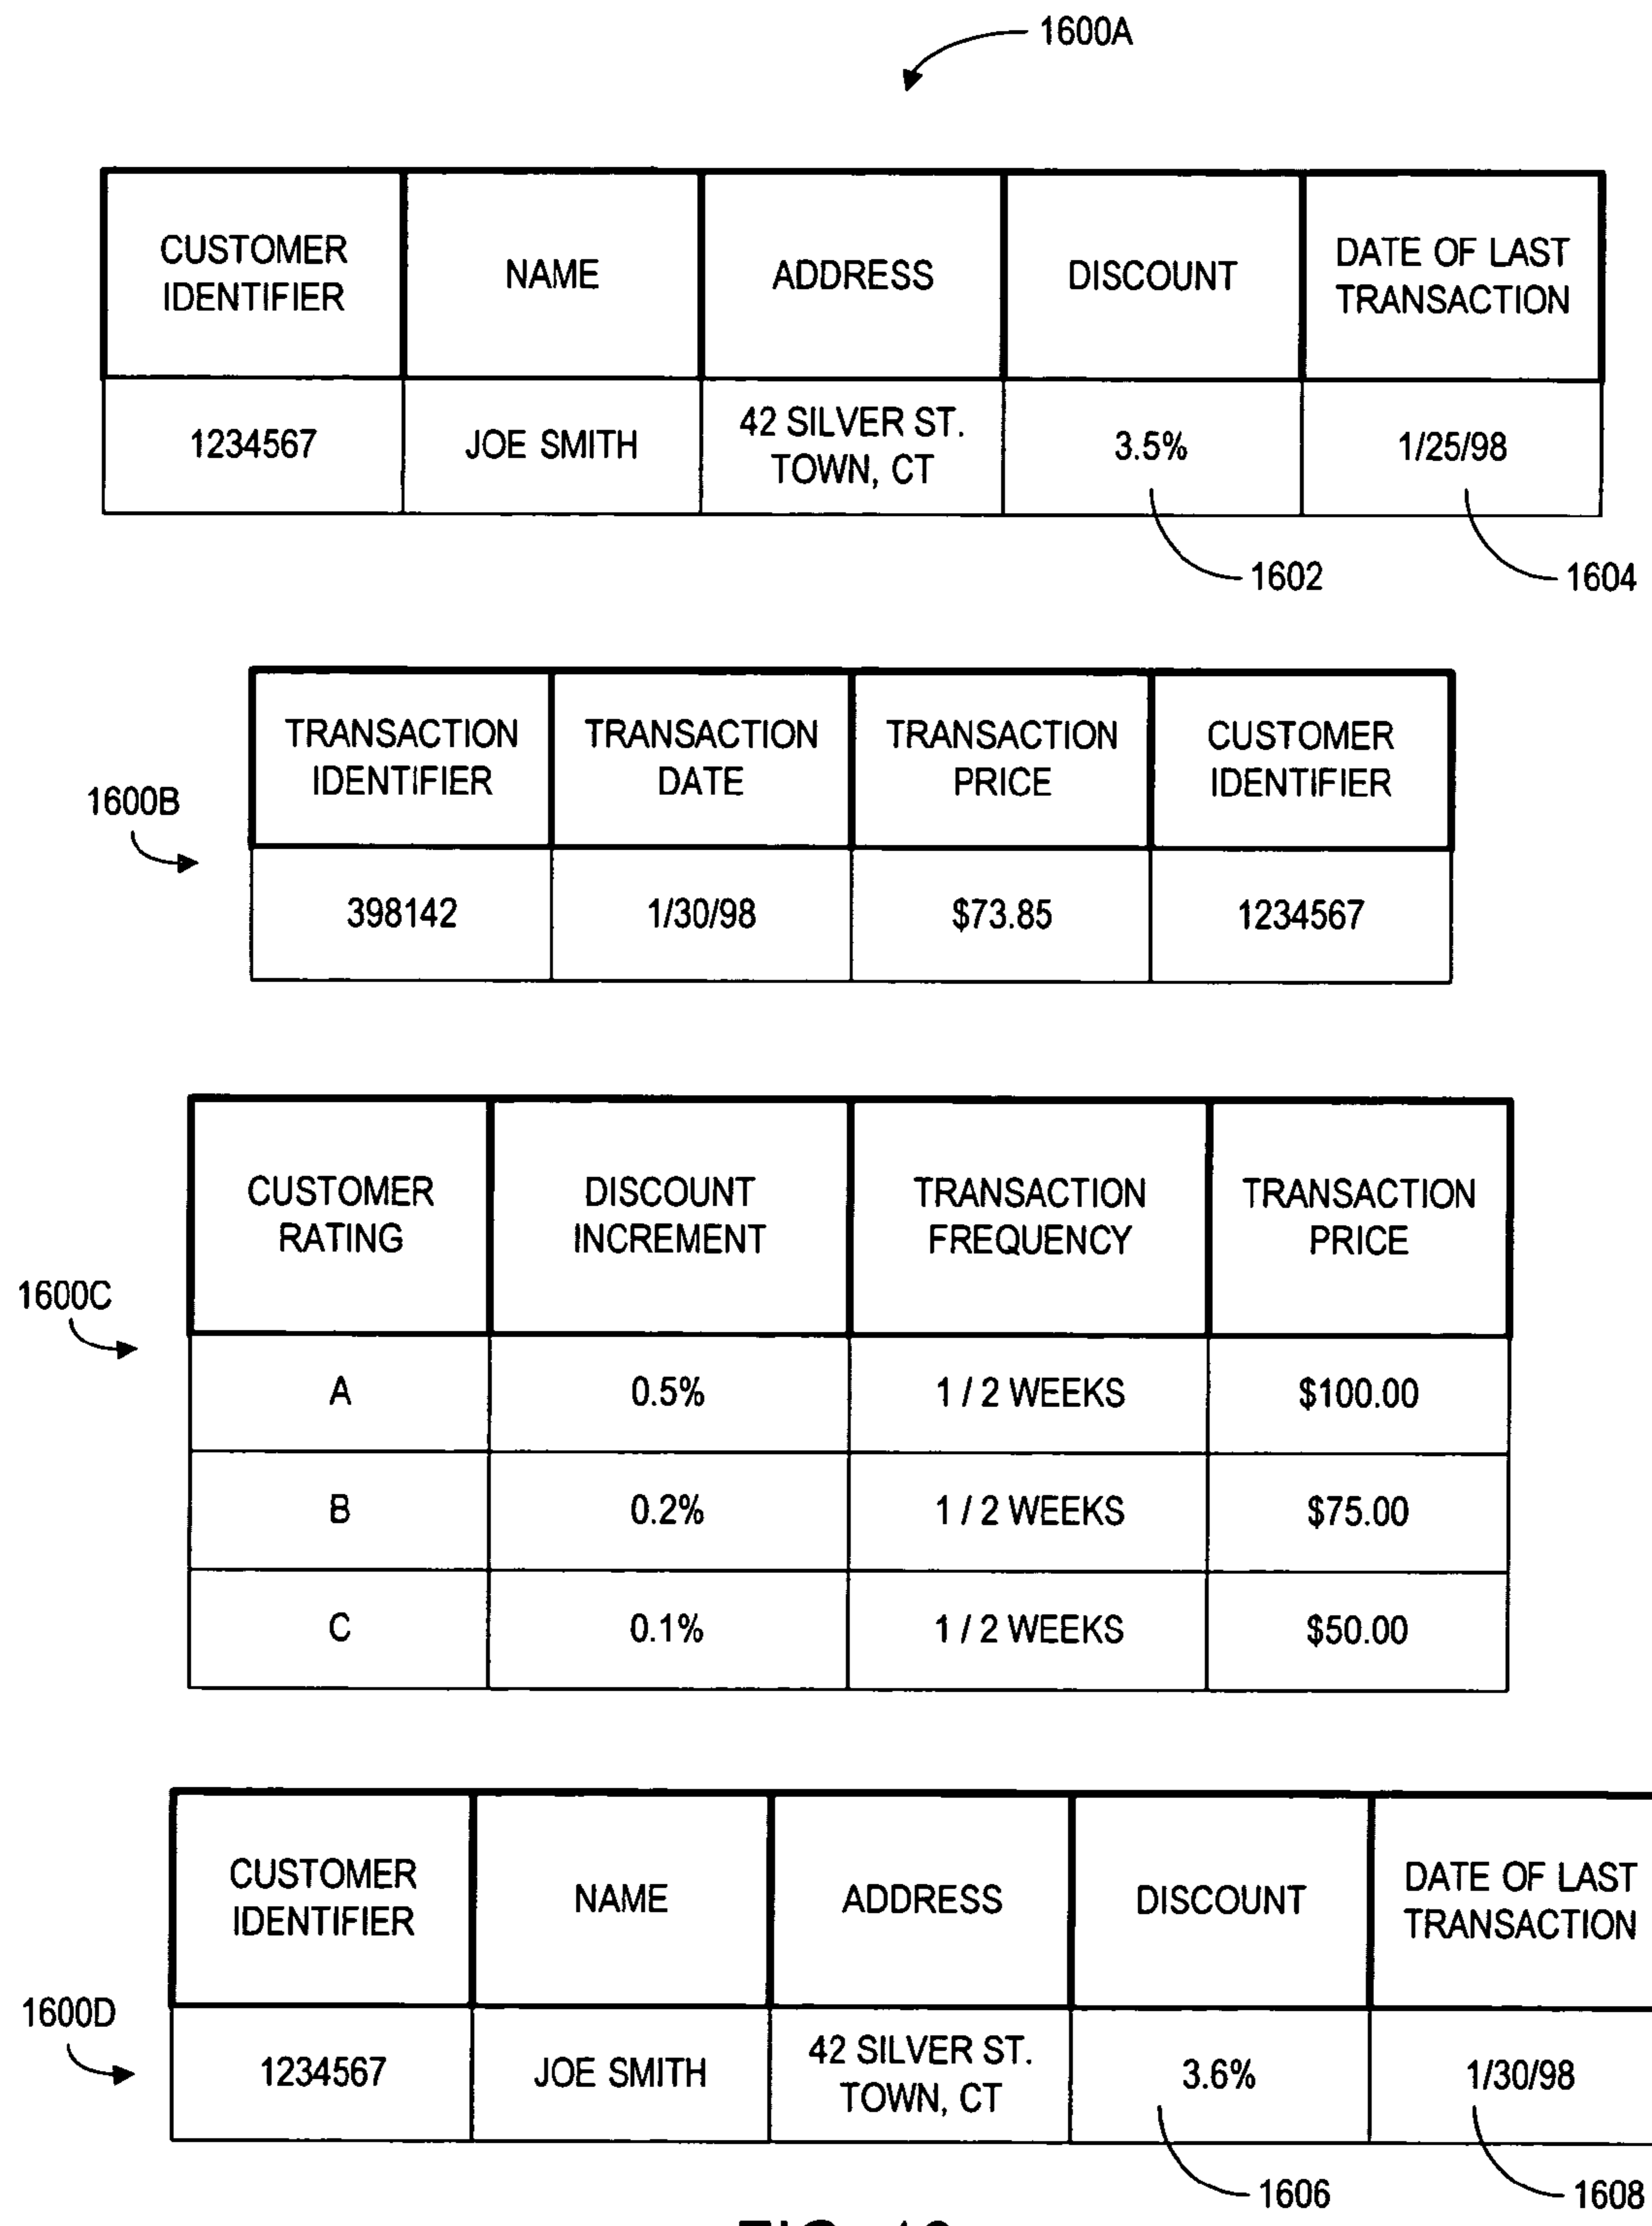 1600A
CUSTOMER IDENTIFIER NAME ADDRESS DISCOUNT DATE OF LAST TRANSACTION
1234567 JOE SMITH 42 SILVER ST. TOWN, CT 3.5% 1/25/98
1602 1604
1600B
TRANSACTION IDENTIFIER TRANSACTION DATE TRANSACTION PRICE CUSTOMER IDENTIFIER
398142 1/30/98 $73.85 1234567
1600C
CUSTOMER RATING DISCOUNT INCREMENT TRANSACTION FREQUENCY TRANSACTION PRICE
A 0.5% 1 / 2 WEEKS $100.00
B 0.2% 1 / 2 WEEKS $75.00
C 0.1% 1 / 2 WEEKS $50.00
1600D
CUSTOMER IDENTIFIER NAME ADDRESS DISCOUNT DATE OF LAST TRANSACTION
1234567 JOE SMITH 42 SILVER ST. TOWN, CT 3.6% 1/30/98
1606 1608